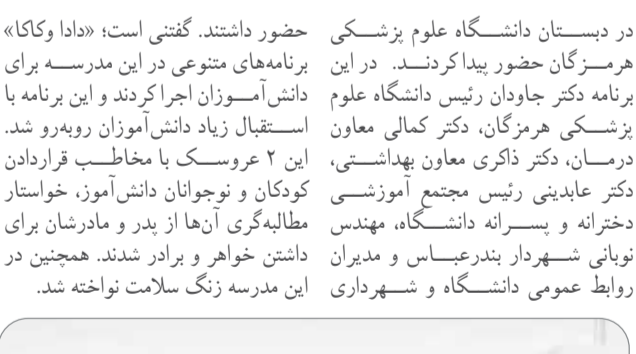 در دبستان دانشگاه علوم پزشکی
هرمزگان حضور پیدا کردند. در این
برنامه دکتر جاودان رئیس دانشگاه علوم
پزشکی هرمزگان، دکتر کمالی معاون
درمان، دکتر ذاکری معاون بهداشتی،
دکتر عابدینی رئیس مجتمع آموزشی
دخترانه و پسرانه دانشگاه، مهندس
نوبانی شهردار بندرعباس و مدیران
روابط عمومی دانشگاه و شهرداری
حضور داشتند. گفتنی است؛ «دادا وکاکا»
برنامه‌های متنوعی در این مدرسه برای
دانش‌آموزان اجرا کردند و این برنامه با
استقبال زیاد دانش‌آموزان روبه‌رو شد.
این ۲ عروسک با مخاطب قراردادن
کودکان و نوجوانان دانش‌آموز، خواستار
مطالبه‌گری آن‌ها از پدر و مادرشان برای
داشتن خواهر و برادر شدند. همچنین در
این مدرسه زنگ سلامت نواخته شد.